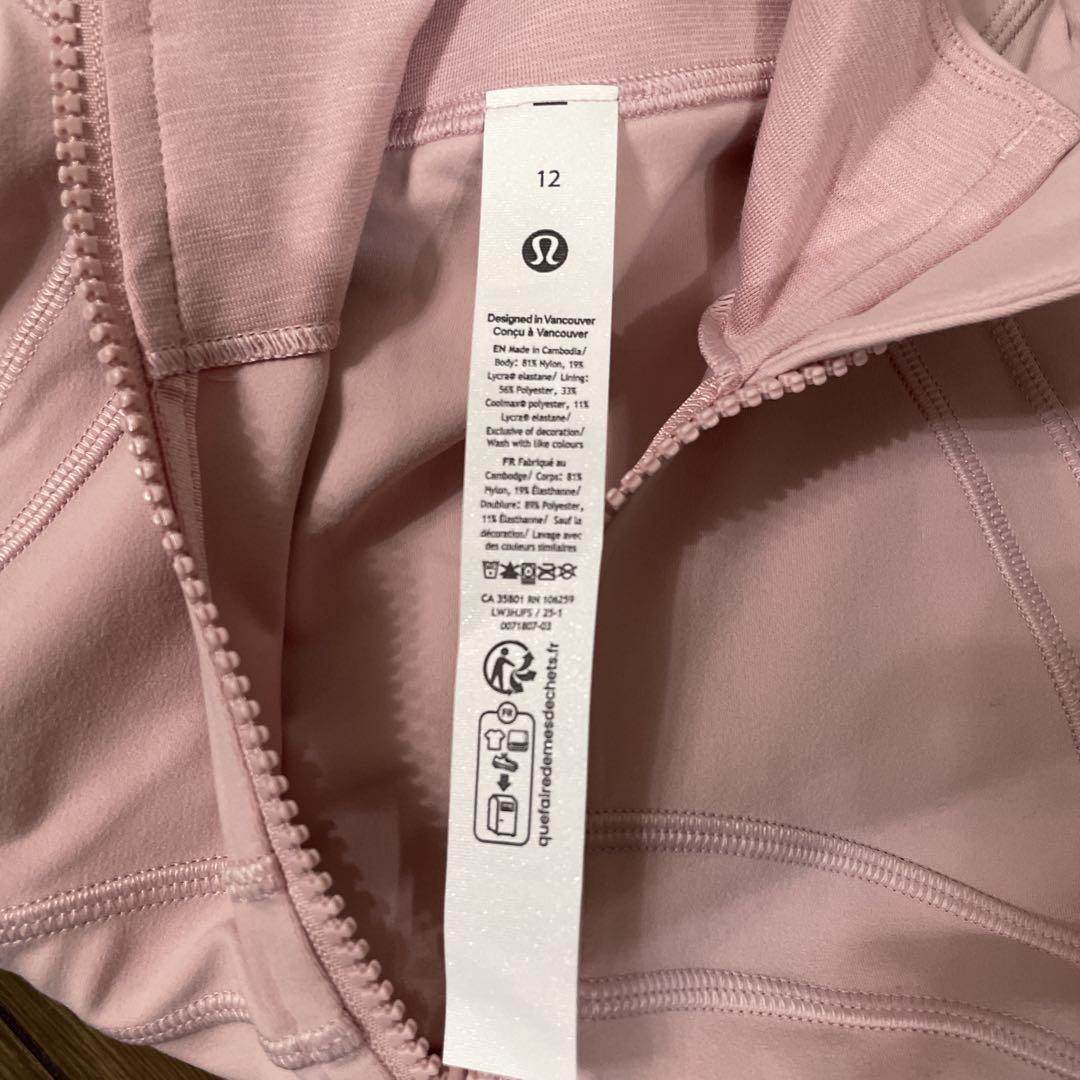 12
Designed in Vancouver
Conçu à Vancouver
EN Made in Cambodia/
Body: 81% Nylon, 19%
Lycra® elastane/ Lining:
56% Polyester, 33%
Coolmax® polyester, 11%
Lycra® elastane/
Exclusive of decoration/
Wash with like colours
FR Fabriqué au
Cambodge/ Corps: 81%
Nylon, 19% Élasthanne/
Doublure: 89% Polyester,
11% Élasthanne/ Sauf la
décoration/ Lavage avec
des couleurs similaires
CA 35801 RN 106259
LW3HJFS / 25-1
0071807-03
FR
quefairedemesdechets.fr